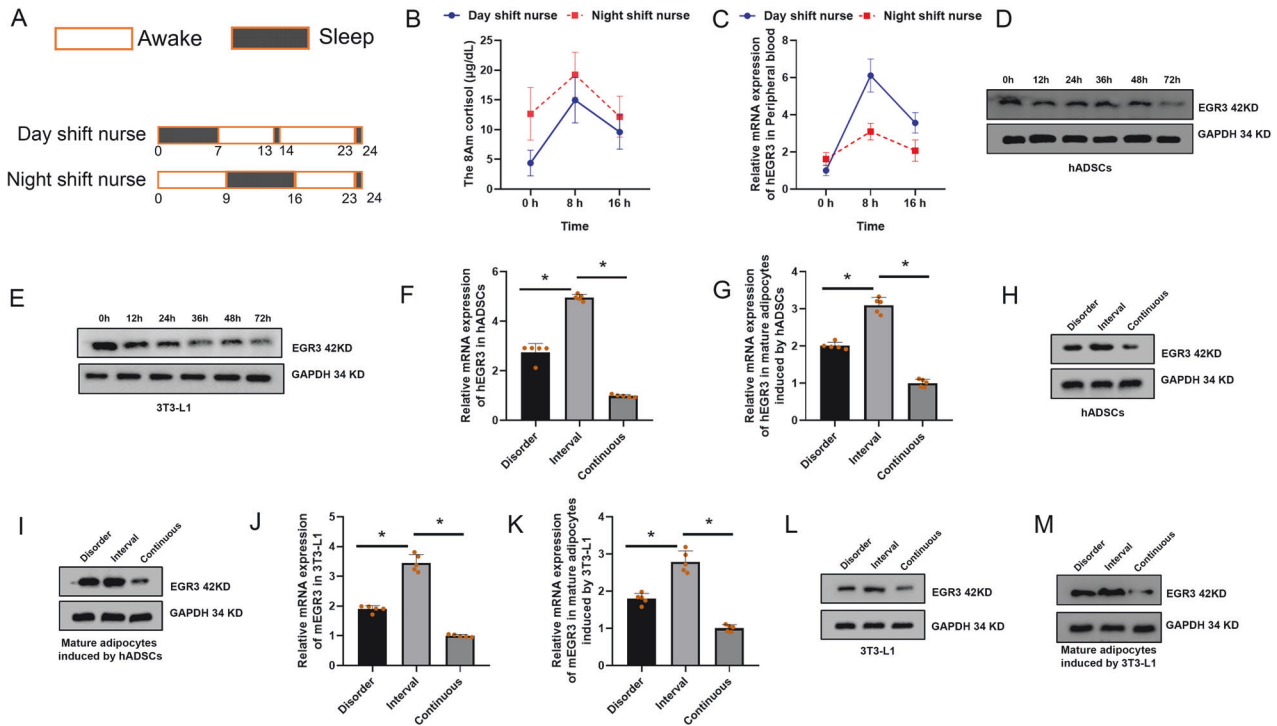 A
Awake
Sleep
Day shift nurse
0 7 13 14 23 24
Night shift nurse
0 9 16 23 24
B
Day shift nurse Night shift nurse
The 8Am cortisol (μg/dL)
25
20
15
10
5
0
0 h 8 h 16 h
Time
C
Day shift nurse Night shift nurse
Relative mRNA expression
of hEGR3 in Peripheral blood
8
6
4
2
0
0 h 8 h 16 h
Time
D
0h 12h 24h 36h 48h 72h
EGR3 42KD
GAPDH 34 KD
hADSCs
E
0h 12h 24h 36h 48h 72h
EGR3 42KD
GAPDH 34 KD
3T3-L1
F
Relative mRNA expression
of hEGR3 in hADSCs
6
4
2
0
* *
Disorder
Interval
Continuous
G
Relative mRNA expression
of hEGR3 in mature adipocytes
induced by hADSCs
4
3
2
1
0
* *
Disorder
Interval
Continuous
H
Disorder
Interval
Continuous
EGR3 42KD
GAPDH 34 KD
hADSCs
I
Disorder
Interval
Continuous
EGR3 42KD
GAPDH 34 KD
Mature adipocytes
induced by hADSCs
J
Relative mRNA expression
of mEGR3 in 3T3-L1
5
4
3
2
1
0
* *
Disorder
Interval
Continuous
K
Relative mRNA expression
of mEGR3 in mature adipocytes
induced by 3T3-L1
4
3
2
1
0
* *
Disorder
Interval
Continuous
L
Disorder
Interval
Continuous
EGR3 42KD
GAPDH 34 KD
3T3-L1
M
Disorder
Interval
Continuous
EGR3 42KD
GAPDH 34 KD
Mature adipocytes
induced by 3T3-L1